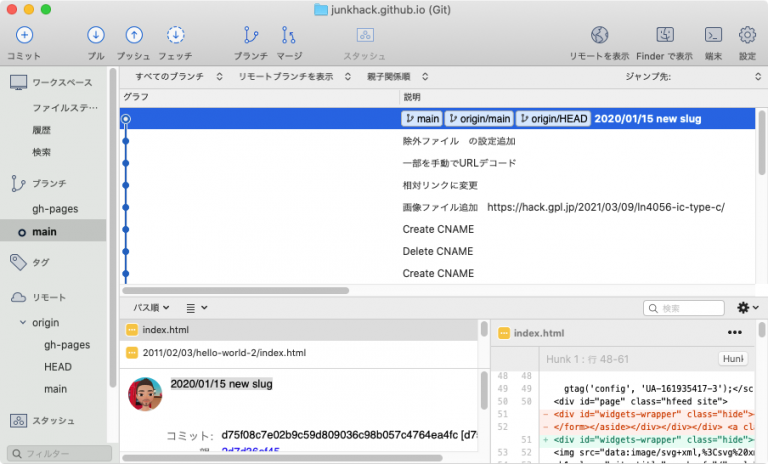 junkhack.github.io (Git)
コミット プル プッシュ フェッチ ブランチ マージ スタッシュ リモートを表示 Finder で表示 端末 設定
すべてのブランチ リモートブランチを表示 親子関係順 ジャンプ先:
ワークスペース
ファイルステ…
履歴
検索
ブランチ
gh-pages
main
タグ
リモート
origin
gh-pages
HEAD
main
スタッシュ
フィルター
グラフ 説明
main origin/main origin/HEAD 2020/01/15 new slug
除外ファイル の設定追加
一部を手動でURLデコード
相対リンクに変更
画像ファイル追加 https://hack.gpl.jp/2021/03/09/ln4056-ic-type-c/
Create CNAME
Delete CNAME
Create CNAME
パス順 検索
index.html
2011/02/03/hello-world-2/index.html
2020/01/15 new slug
コミット: d75f08c7e02b9c59d809036c98b057c4764ea4fc [d75
index.html
Hunk 1 : 行 48-61 Hunk
48 48
49 49 gtag('config', 'UA-161935417-3');</sc
50 50 <div id="page" class="hfeed site">
51 - <div id="widgets-wrapper" class="hide">
52 - </form></aside></div></div></div> <a cl
51 + <div id="widgets-wrapper" class="hide">
53 52 <img src="data:image/svg+xml,%3Csvg%20x